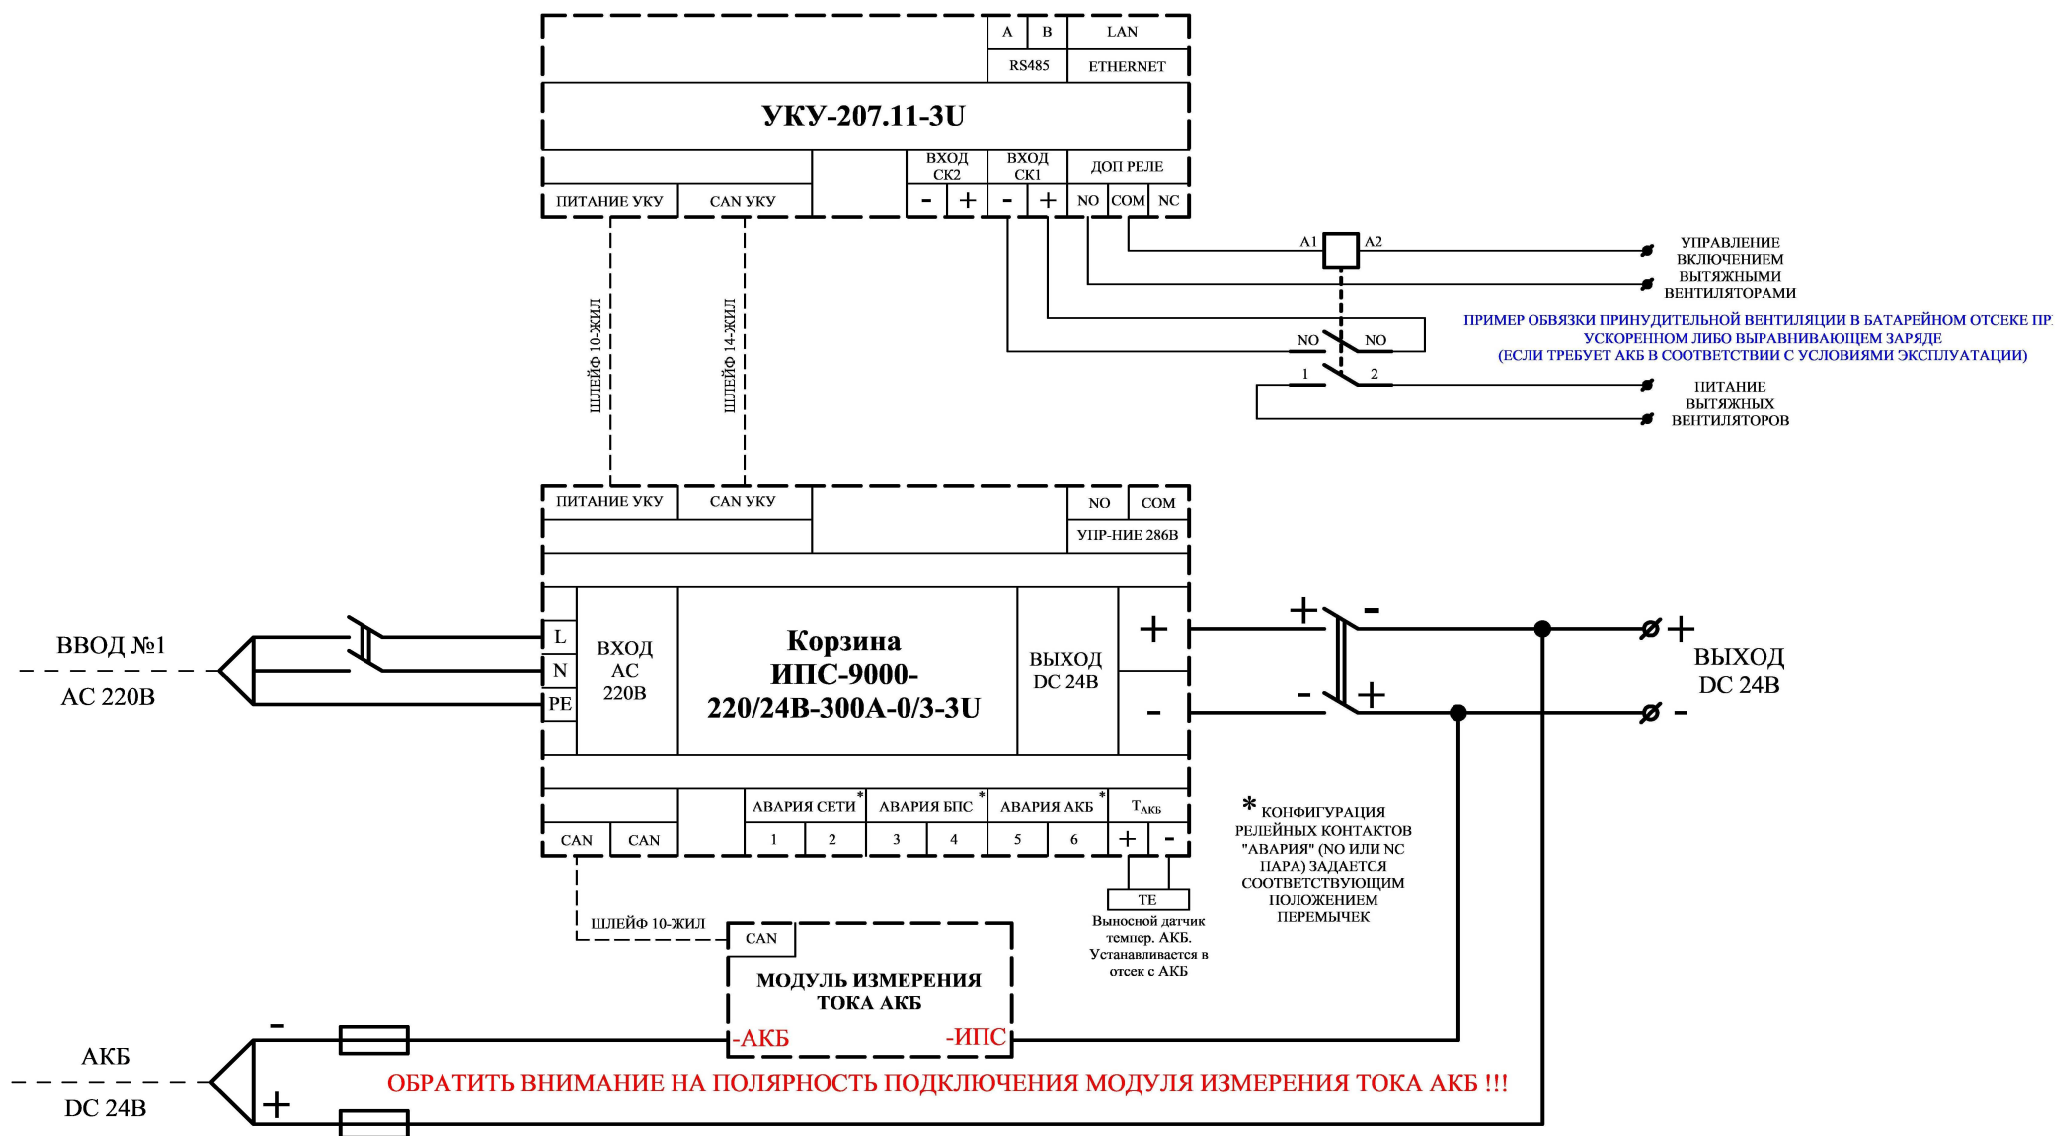 A B LAN
RS485 ETHERNET
УКУ-207.11-3U
ВХОД СК2 ВХОД СК1 ДОП РЕЛЕ
ПИТАНИЕ УКУ CAN УКУ - + - + NO COM NC
A1 A2
УПРАВЛЕНИЕ
ВКЛЮЧЕНИЕМ
ВЫТЯЖНЫМИ
ВЕНТИЛЯТОРАМИ
ШЛЕЙФ 10-ЖИЛ
ШЛЕЙФ 14-ЖИЛ
ПРИМЕР ОБВЯЗКИ ПРИНУДИТЕЛЬНОЙ ВЕНТИЛЯЦИИ В БАТАРЕЙНОМ ОТСЕКЕ ПР
УСКОРЕННОМ ЛИБО ВЫРАВНИВАЮЩЕМ ЗАРЯДЕ
(ЕСЛИ ТРЕБУЕТ АКБ В СООТВЕТСТВИИ С УСЛОВИЯМИ ЭКСПЛУАТАЦИИ)
NO NO
1 2
ПИТАНИЕ
ВЫТЯЖНЫХ
ВЕНТИЛЯТОРОВ
ПИТАНИЕ УКУ CAN УКУ NO COM
УПР-НИЕ 286В
ВВОД №1
AC 220В
L
N
PE
ВХОД
AC
220В
Корзина
ИПС-9000-
220/24В-300А-0/3-3U
ВЫХОД
DC 24В
+
-
+ -
- +
+
ВЫХОД
DC 24В
-
АВАРИЯ СЕТИ * АВАРИЯ БПС * АВАРИЯ АКБ * ТАКБ
CAN CAN 1 2 3 4 5 6 + -
* КОНФИГУРАЦИЯ
РЕЛЕЙНЫХ КОНТАКТОВ
"АВАРИЯ" (NO ИЛИ NC
ПАРА) ЗАДАЕТСЯ
СООТВЕТСТВУЮЩИМ
ПОЛОЖЕНИЕМ
ПЕРЕМЫЧЕК
TE
Выносной датчик
темпер. АКБ.
Устанавливается в
отсек с АКБ
ШЛЕЙФ 10-ЖИЛ
CAN
МОДУЛЬ ИЗМЕРЕНИЯ
ТОКА АКБ
-АКБ -ИПС
АКБ
DC 24В
-
+
ОБРАТИТЬ ВНИМАНИЕ НА ПОЛЯРНОСТЬ ПОДКЛЮЧЕНИЯ МОДУЛЯ ИЗМЕРЕНИЯ ТОКА АКБ !!!